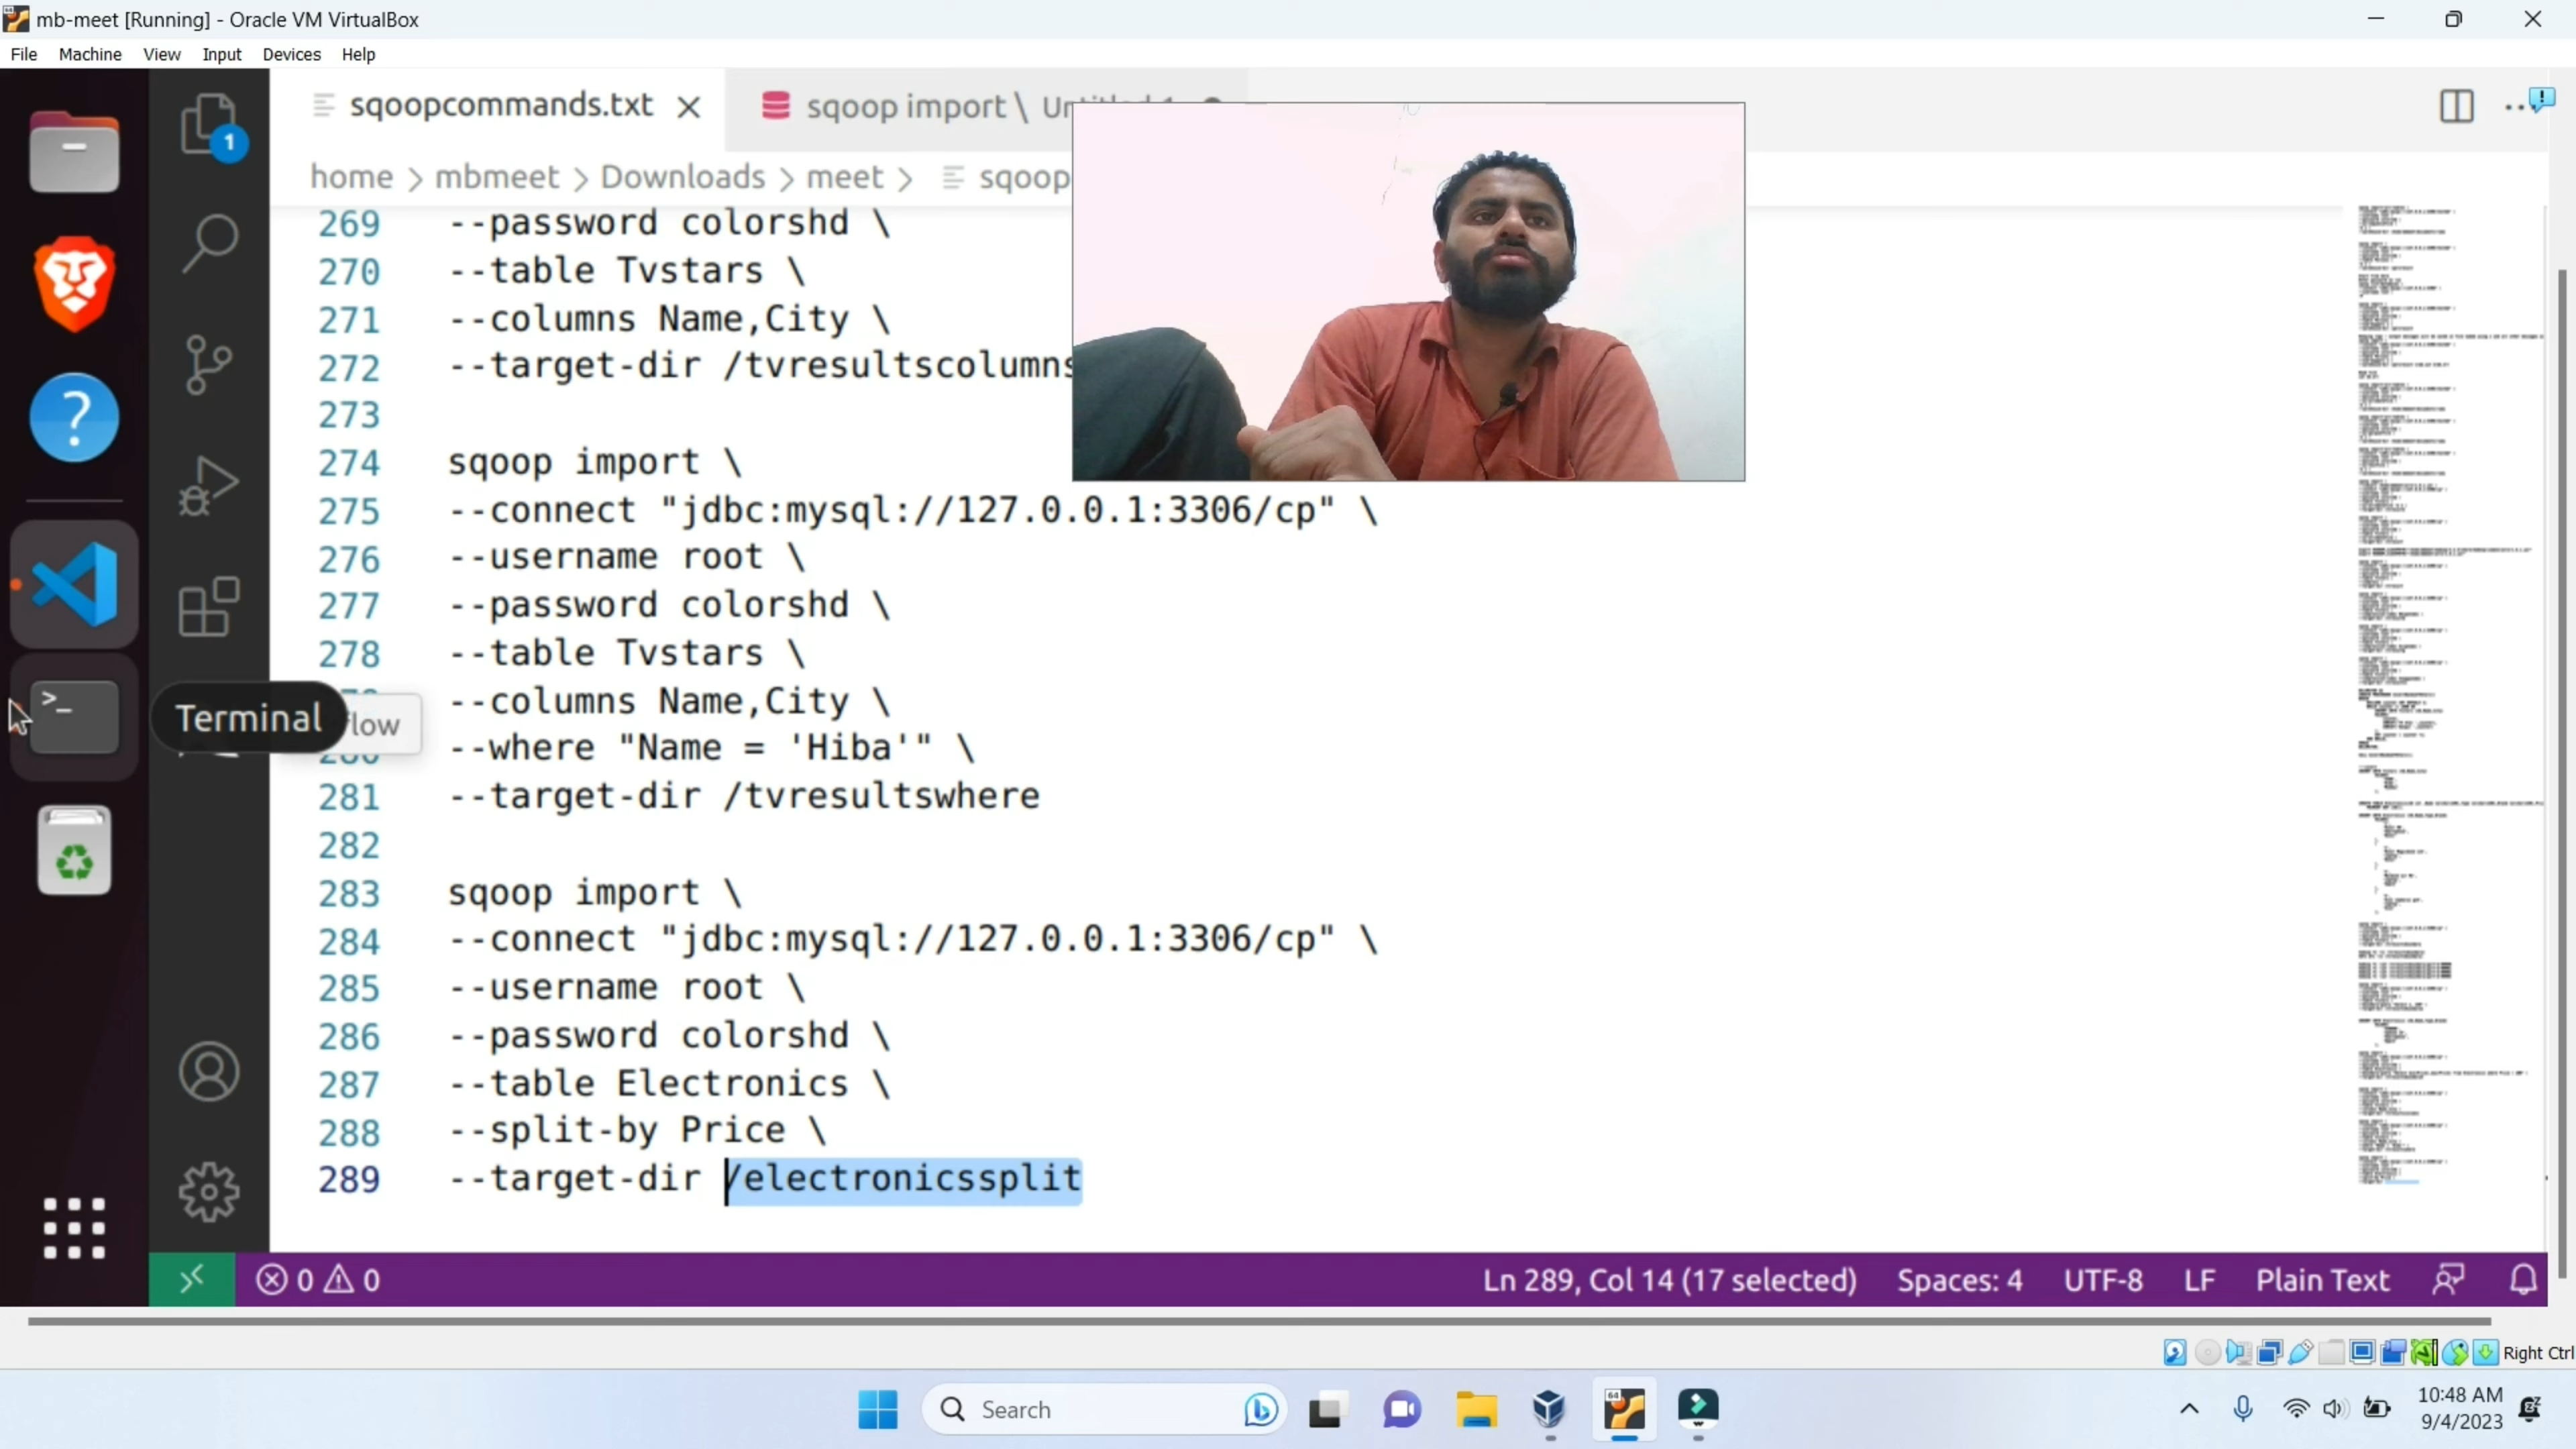 mb-meet [Running] - Oracle VM VirtualBox
File Machine View Input Devices Help
sqoopcommands.txt
sqoop import \
home > mbmeet > Downloads > meet > sqoop
1
269 --password colorshd \
270 --table Tvstars \
271 --columns Name,City \
272 --target-dir /tvresultscolumns
273
274 sqoop import \
275 --connect "jdbc:mysql://127.0.0.1:3306/cp" \
276 --username root \
277 --password colorshd \
278 --table Tvstars \
--columns Name,City \
Terminal
flow
--where "Name = 'Hiba'" \
281 --target-dir /tvresultswhere
282
283 sqoop import \
284 --connect "jdbc:mysql://127.0.0.1:3306/cp" \
285 --username root \
286 --password colorshd \
287 --table Electronics \
288 --split-by Price \
289 --target-dir /electronicssplit
0 0 Ln 289, Col 14 (17 selected) Spaces: 4 UTF-8 LF Plain Text
Right Ctrl
Search
10:48 AM
9/4/2023